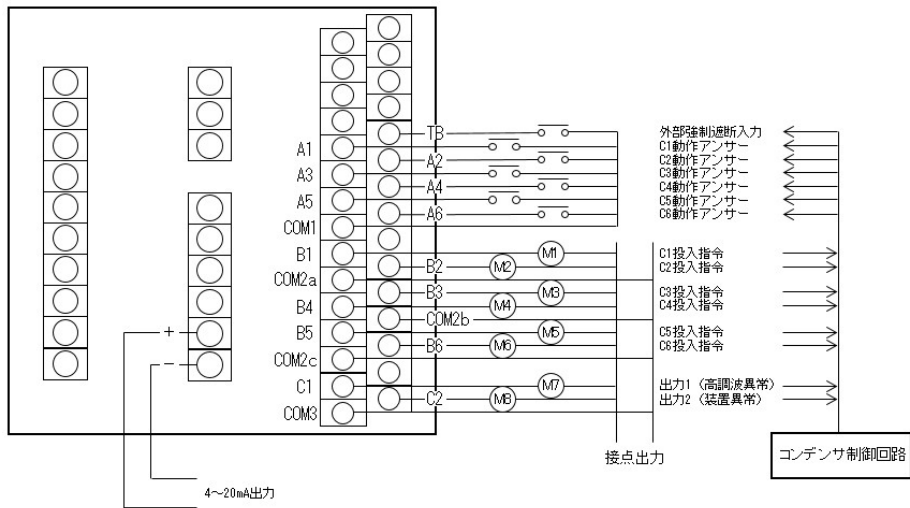 TB
外部強制遮断入力
A1
C1動作アンサー
A2
C2動作アンサー
A3
C3動作アンサー
A4
C4動作アンサー
A5
C5動作アンサー
A6
C6動作アンサー
COM1
B1
M1
C1投入指令
B2
M2
C2投入指令
COM2a
B3
M3
C3投入指令
B4
M4
C4投入指令
COM2b
B5
M5
C5投入指令
B6
M6
C6投入指令
COM2c
C1
M7
出力1（高調波異常）
C2
M8
出力2（装置異常）
COM3
+
-
接点出力
コンデンサ制御回路
4～20mA出力